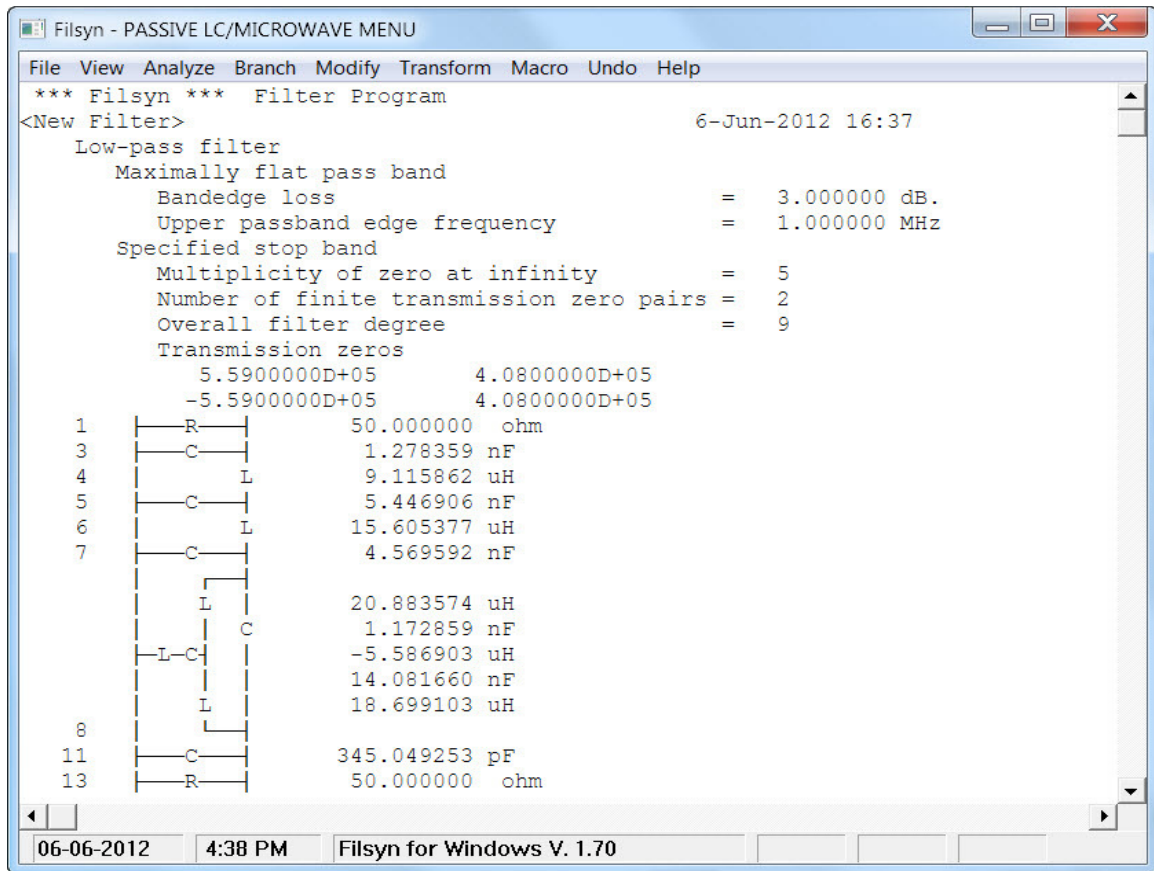 Filsyn - PASSIVE LC/MICROWAVE MENU
File View Analyze Branch Modify Transform Macro Undo Help
*** Filsyn *** Filter Program
<New Filter> 6-Jun-2012 16:37
Low-pass filter
Maximally flat pass band
Bandedge loss = 3.000000 dB.
Upper passband edge frequency = 1.000000 MHz
Specified stop band
Multiplicity of zero at infinity = 5
Number of finite transmission zero pairs = 2
Overall filter degree = 9
Transmission zeros
5.5900000D+05 4.0800000D+05
-5.5900000D+05 4.0800000D+05
1 R 50.000000 ohm
3 C 1.278359 nF
4 L 9.115862 uH
5 C 5.446906 nF
6 L 15.605377 uH
7 C 4.569592 nF
L 20.883574 uH
C 1.172859 nF
L C -5.586903 uH
14.081660 nF
L 18.699103 uH
8
11 C 345.049253 pF
13 R 50.000000 ohm
06-06-2012 4:38 PM Filsyn for Windows V. 1.70